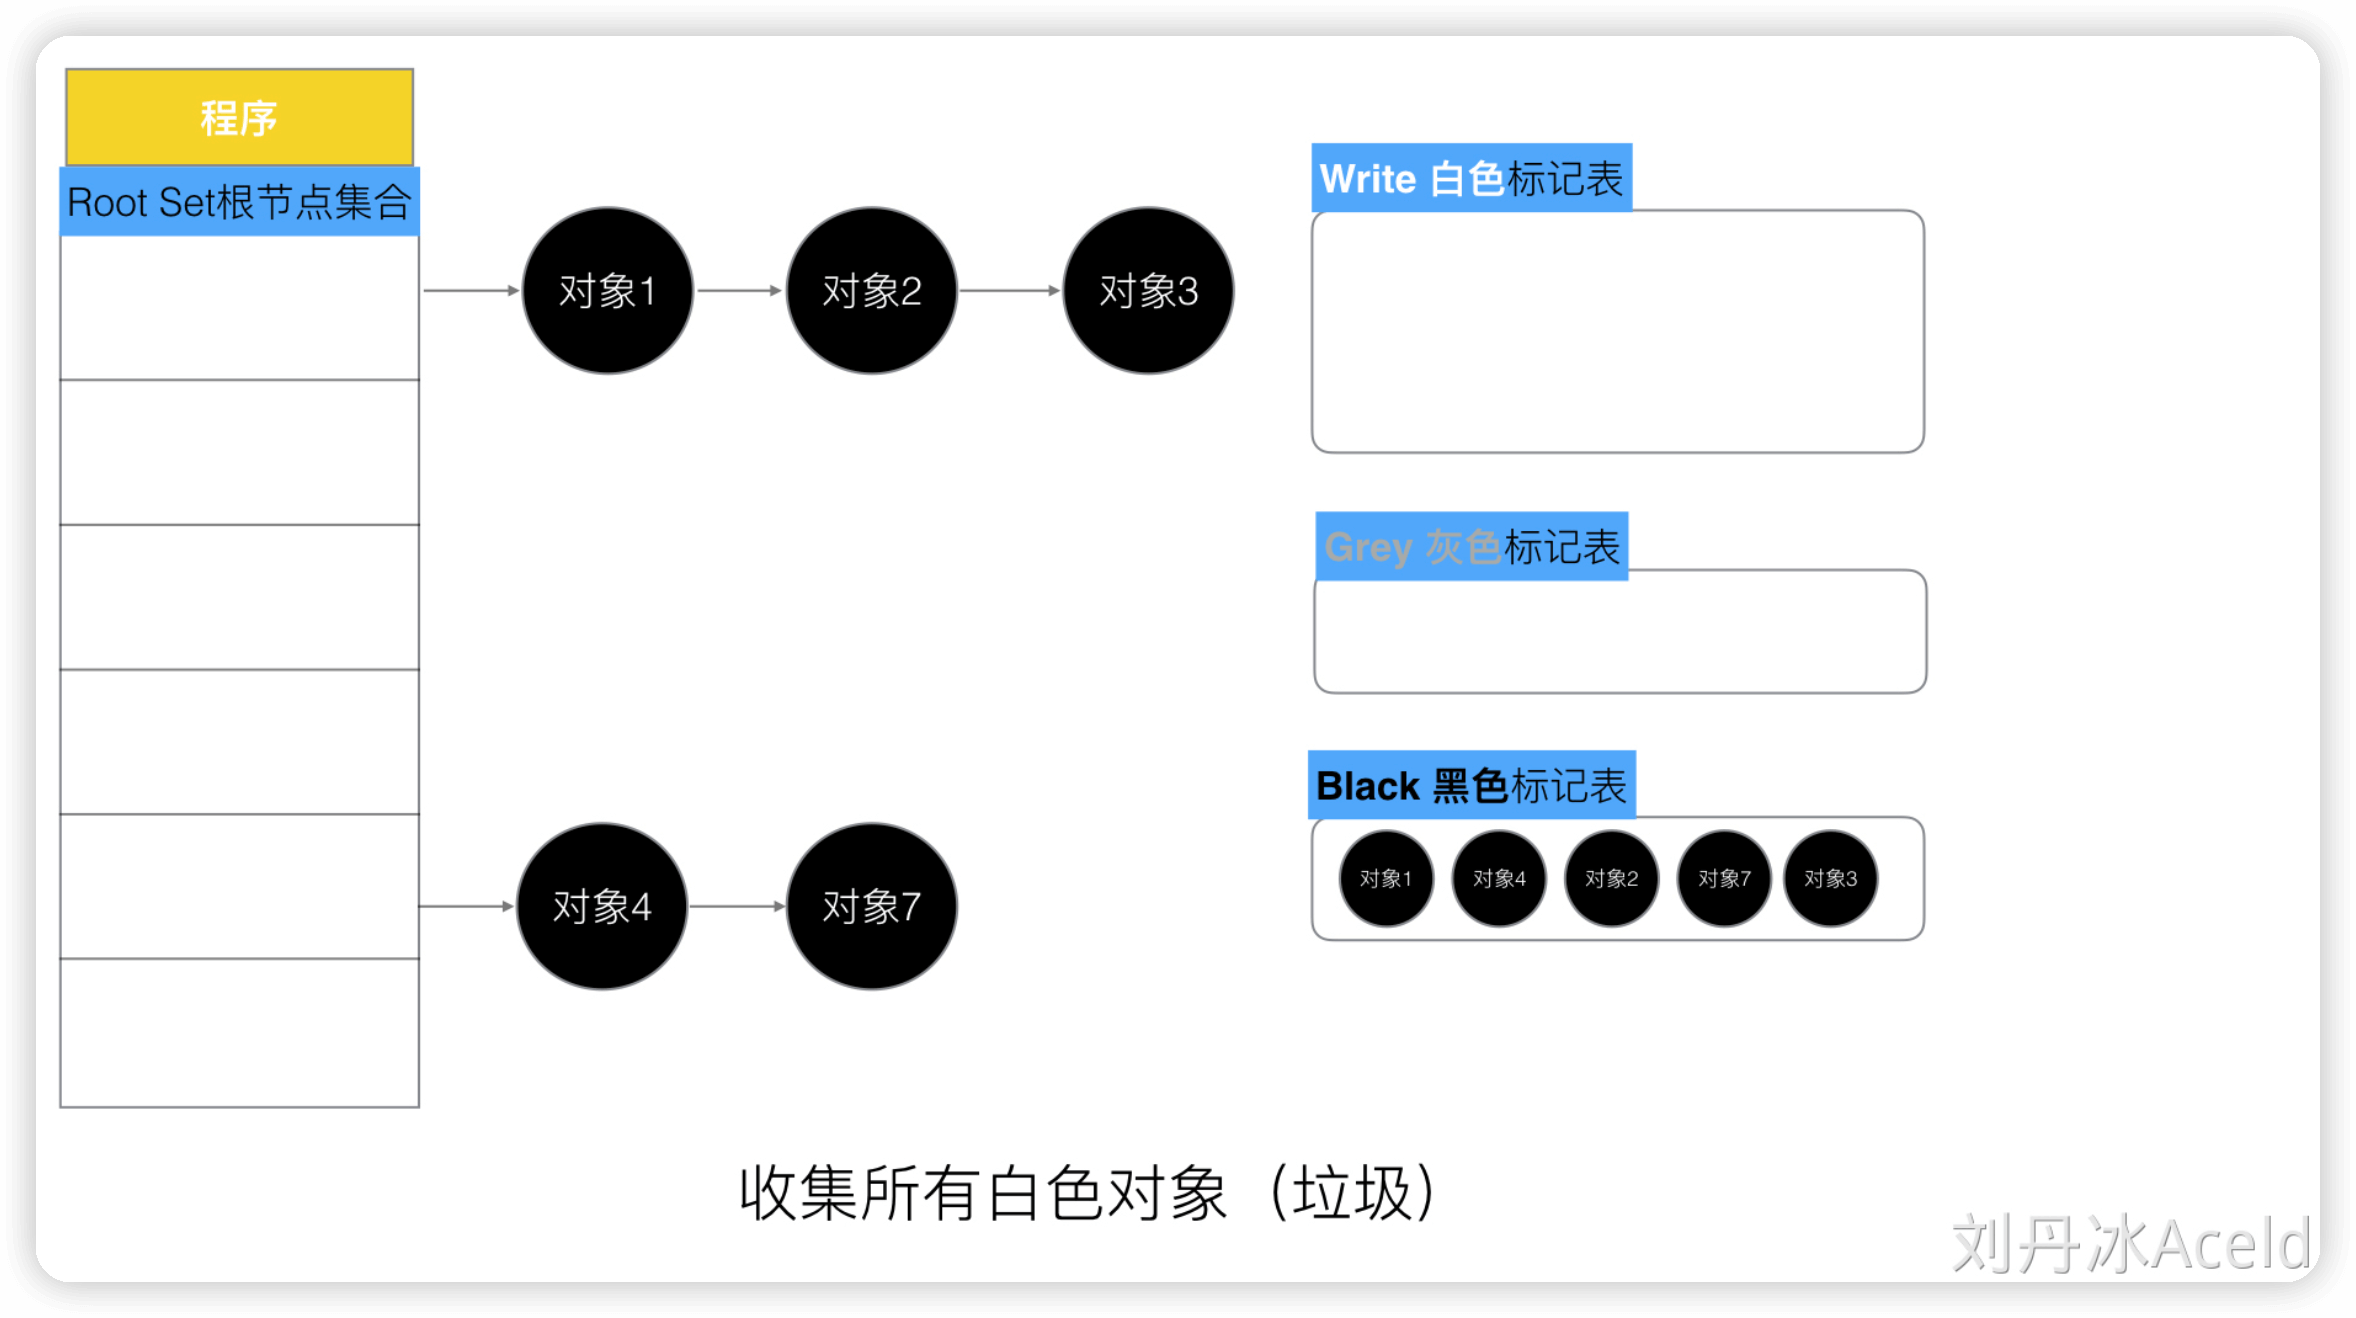 程序
Root Set根节点集合
对象1
对象2
对象3
对象4
对象7
Write 白色标记表
Grey 灰色标记表
Black 黑色标记表
对象1
对象4
对象2
对象7
对象3
收集所有白色对象（垃圾）
刘丹冰Aceld